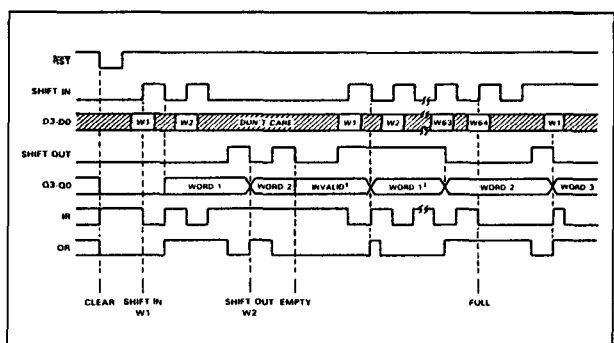 RST
SHIFT IN
D3-D0
W1
W2
DON'T CARE
W1
W2
W63
W64
W1
SHIFT OUT
Q3-Q0
WORD 1
WORD 2
INVALID†
WORD 1‡
WORD 2
WORD 3
IR
OR
CLEAR
SHIFT IN
W1
SHIFT OUT
W2
EMPTY
FULL